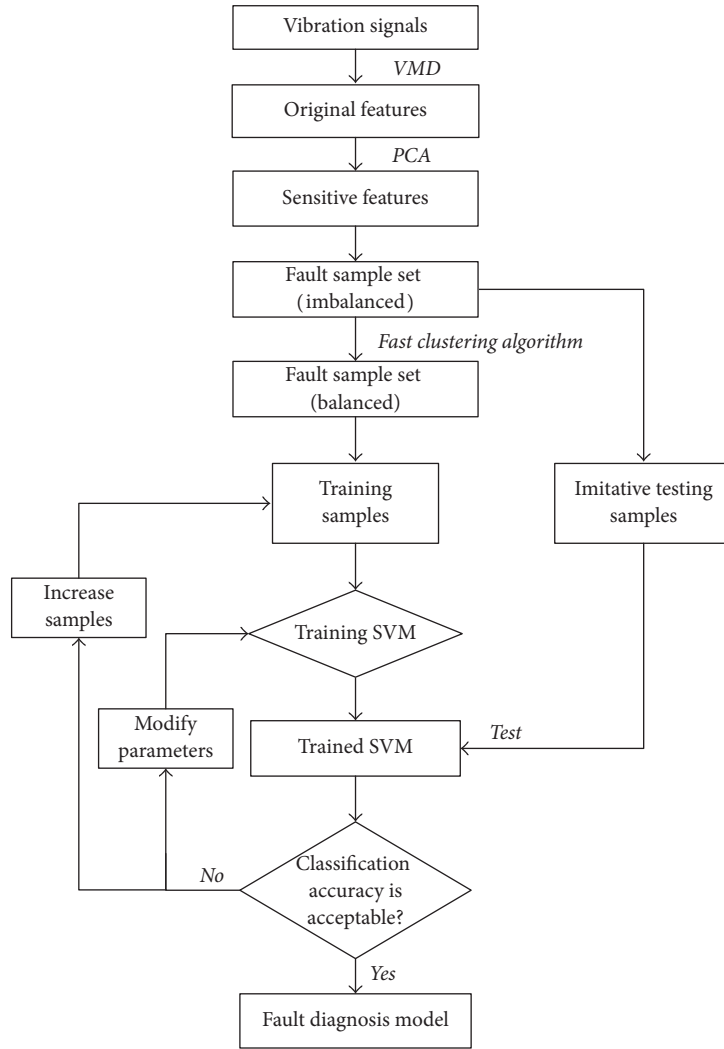 Vibration signals
VMD
Original features
PCA
Sensitive features
Fault sample set
(imbalanced)
Fast clustering algorithm
Fault sample set
(balanced)
Training
samples
Imitative testing
samples
Increase
samples
Training SVM
Modify
parameters
Trained SVM
Test
Classification
accuracy is
acceptable?
No
Yes
Fault diagnosis model